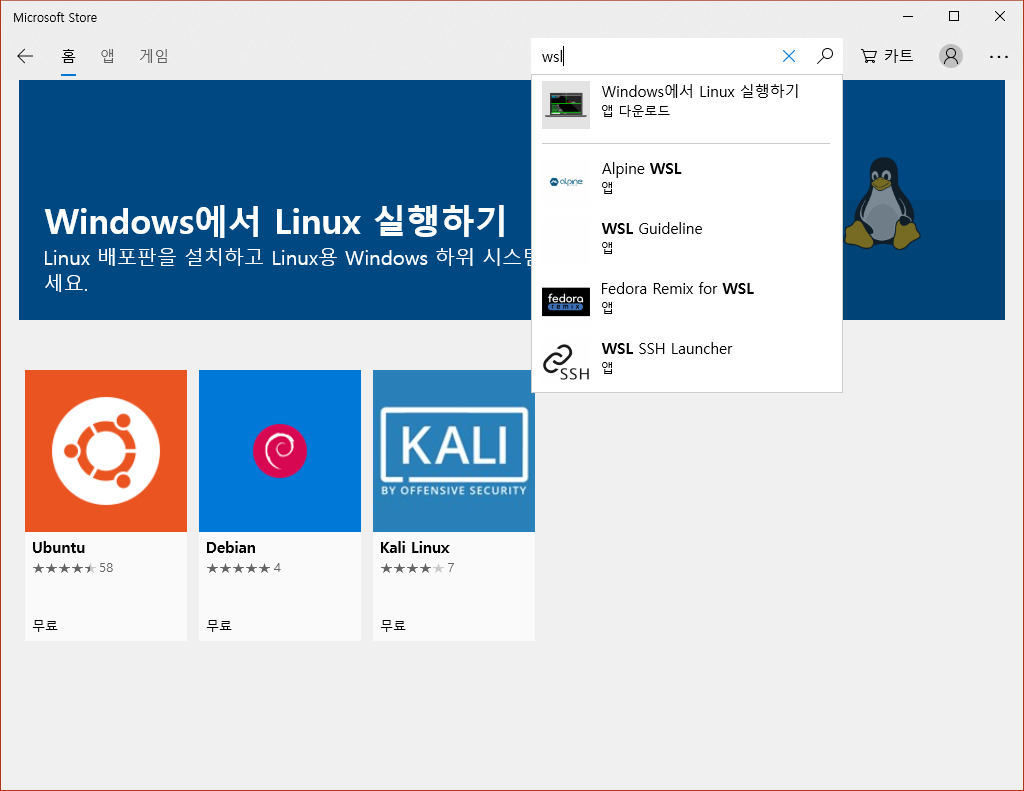 Microsoft Store
홈 앱 게임
wsl
카트
Windows에서 Linux 실행하기
앱 다운로드
alpine
Alpine WSL
앱
WSL Guideline
앱
fedora
remix
Fedora Remix for WSL
앱
SSH
WSL SSH Launcher
앱
Windows에서 Linux 실행하기
Linux 배포판을 설치하고 Linux용 Windows 하위 시스템
세요.
KALI
BY OFFENSIVE SECURITY
Ubuntu
58
무료
Debian
4
무료
Kali Linux
7
무료